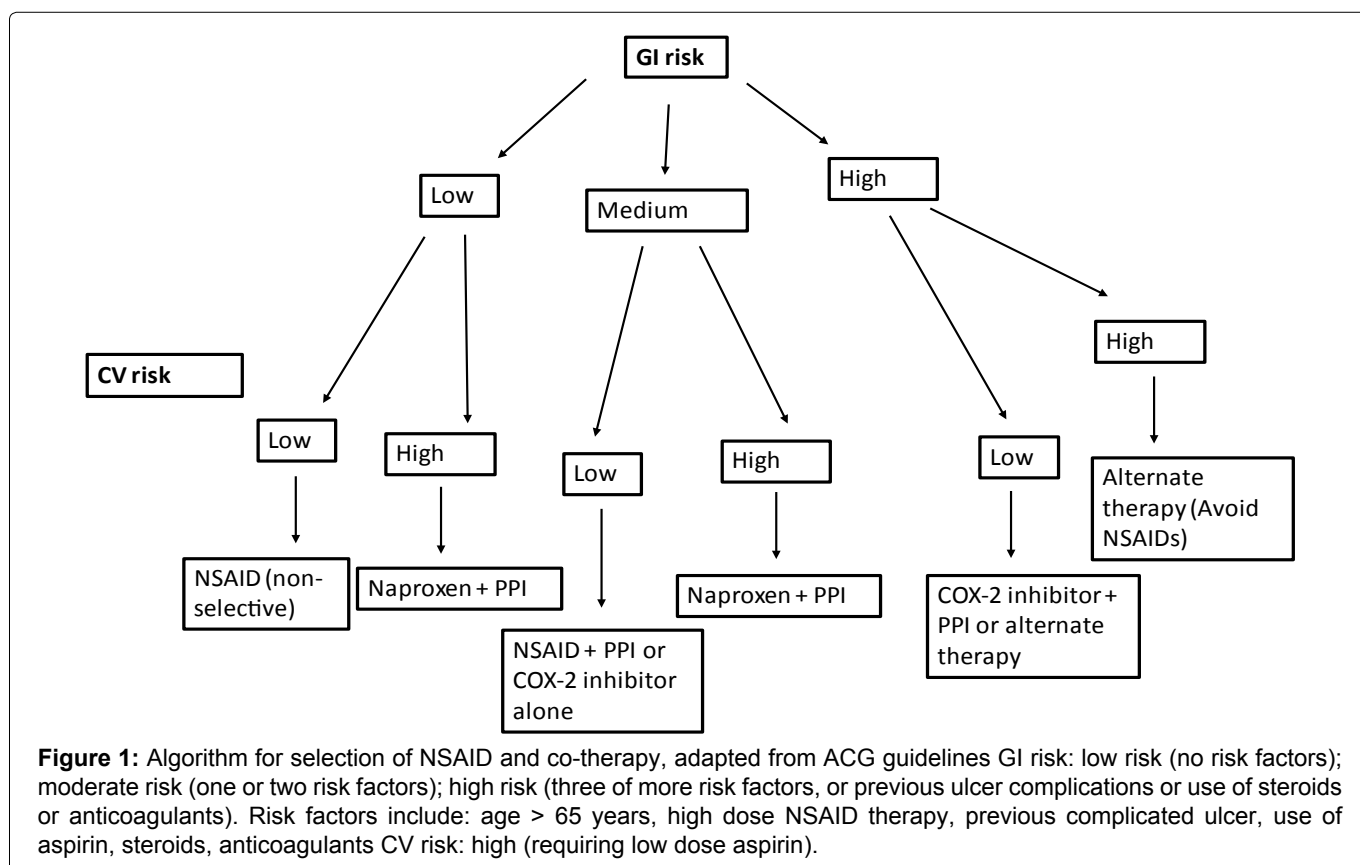 GI risk
Low
Medium
High
CV risk
Low
High
Low
High
Low
High
NSAID (non-
selective)
Naproxen + PPI
NSAID + PPI or
COX-2 inhibitor
alone
Naproxen + PPI
COX-2 inhibitor +
PPI or alternate
therapy
Alternate
therapy (Avoid
NSAIDs)
Figure 1: Algorithm for selection of NSAID and co-therapy, adapted from ACG guidelines GI risk: low risk (no risk factors);
moderate risk (one or two risk factors); high risk (three of more risk factors, or previous ulcer complications or use of steroids
or anticoagulants). Risk factors include: age > 65 years, high dose NSAID therapy, previous complicated ulcer, use of
aspirin, steroids, anticoagulants CV risk: high (requiring low dose aspirin).